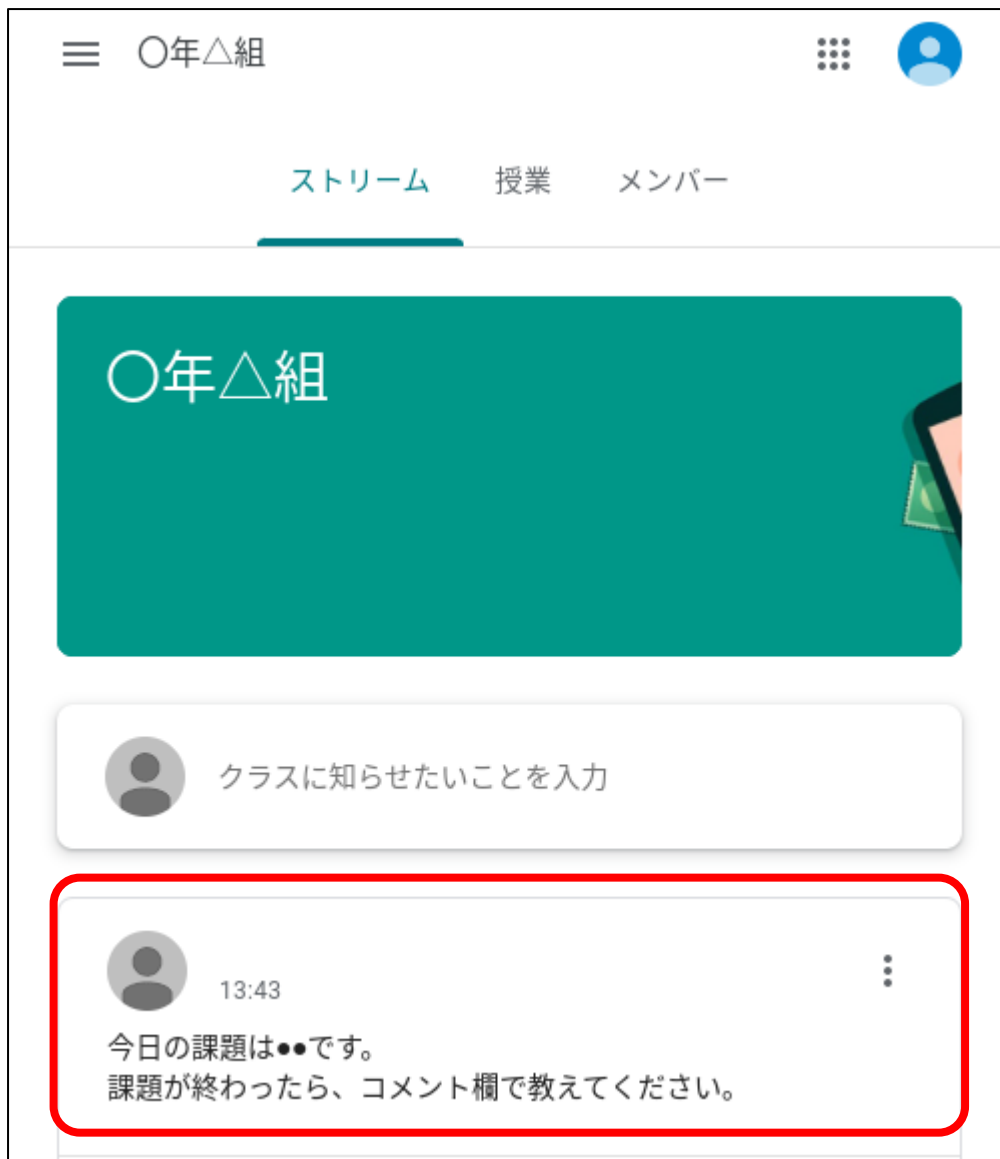 〇年△組
ストリーム 授業 メンバー
〇年△組
クラスに知らせたいことを入力
13:43
今日の課題は●●です。
課題が終わったら、コメント欄で教えてください。